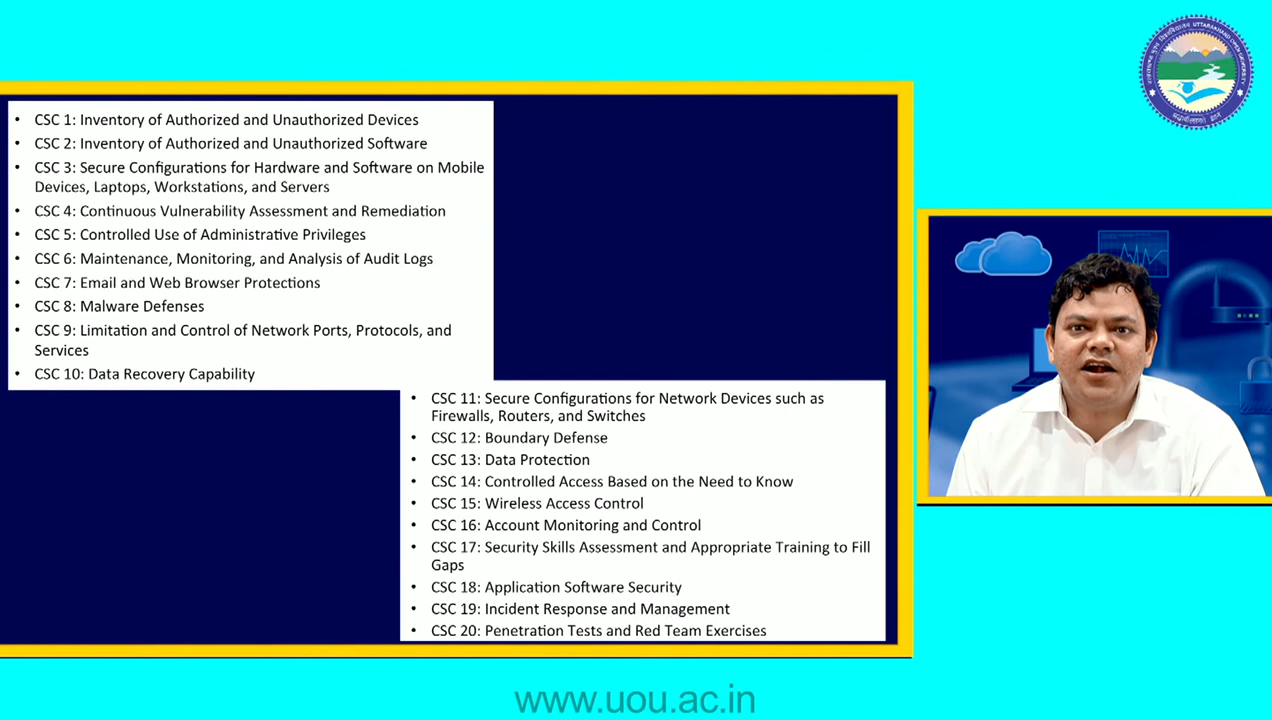 • CSC 1: Inventory of Authorized and Unauthorized Devices
• CSC 2: Inventory of Authorized and Unauthorized Software
• CSC 3: Secure Configurations for Hardware and Software on Mobile
Devices, Laptops, Workstations, and Servers
• CSC 4: Continuous Vulnerability Assessment and Remediation
• CSC 5: Controlled Use of Administrative Privileges
• CSC 6: Maintenance, Monitoring, and Analysis of Audit Logs
• CSC 7: Email and Web Browser Protections
• CSC 8: Malware Defenses
• CSC 9: Limitation and Control of Network Ports, Protocols, and
Services
• CSC 10: Data Recovery Capability
• CSC 11: Secure Configurations for Network Devices such as
Firewalls, Routers, and Switches
• CSC 12: Boundary Defense
• CSC 13: Data Protection
• CSC 14: Controlled Access Based on the Need to Know
• CSC 15: Wireless Access Control
• CSC 16: Account Monitoring and Control
• CSC 17: Security Skills Assessment and Appropriate Training to Fill
Gaps
• CSC 18: Application Software Security
• CSC 19: Incident Response and Management
• CSC 20: Penetration Tests and Red Team Exercises
UTTARAKHAND OPEN UNIVERSITY
www.uou.ac.in